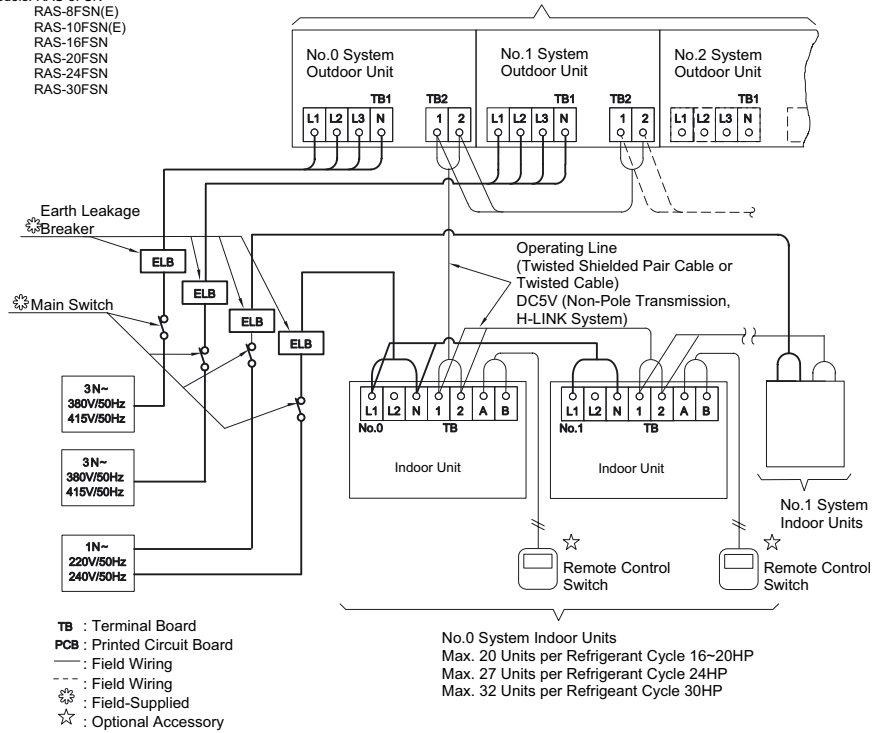 RAS-8FSN(E)
RAS-10FSN(E)
RAS-16FSN
RAS-20FSN
RAS-24FSN
RAS-30FSN
No.0 System
Outdoor Unit
No.1 System
Outdoor Unit
No.2 System
Outdoor Unit
TB1
TB2
TB1
TB2
TB1
L1 L2 L3 N
1 2
L1 L2 L3 N
1 2
L1 L2 L3 N
Earth Leakage
Breaker
ELB
ELB
ELB
ELB
Main Switch
Operating Line
(Twisted Shielded Pair Cable or
Twisted Cable)
DC5V (Non-Pole Transmission,
H-LINK System)
3N~
380V/50Hz
415V/50Hz
3N~
380V/50Hz
415V/50Hz
1N~
220V/50Hz
240V/50Hz
L1 L2 N 1 2 A B
No.0
TB
Indoor Unit
L1 L2 N 1 2 A B
No.1
TB
Indoor Unit
No.1 System
Indoor Units
Remote Control
Switch
Remote Control
Switch
TB : Terminal Board
PCB : Printed Circuit Board
: Field Wiring
: Field Wiring
: Field-Supplied
: Optional Accessory
No.0 System Indoor Units
Max. 20 Units per Refrigerant Cycle 16~20HP
Max. 27 Units per Refrigerant Cycle 24HP
Max. 32 Units per Refrigeant Cycle 30HP